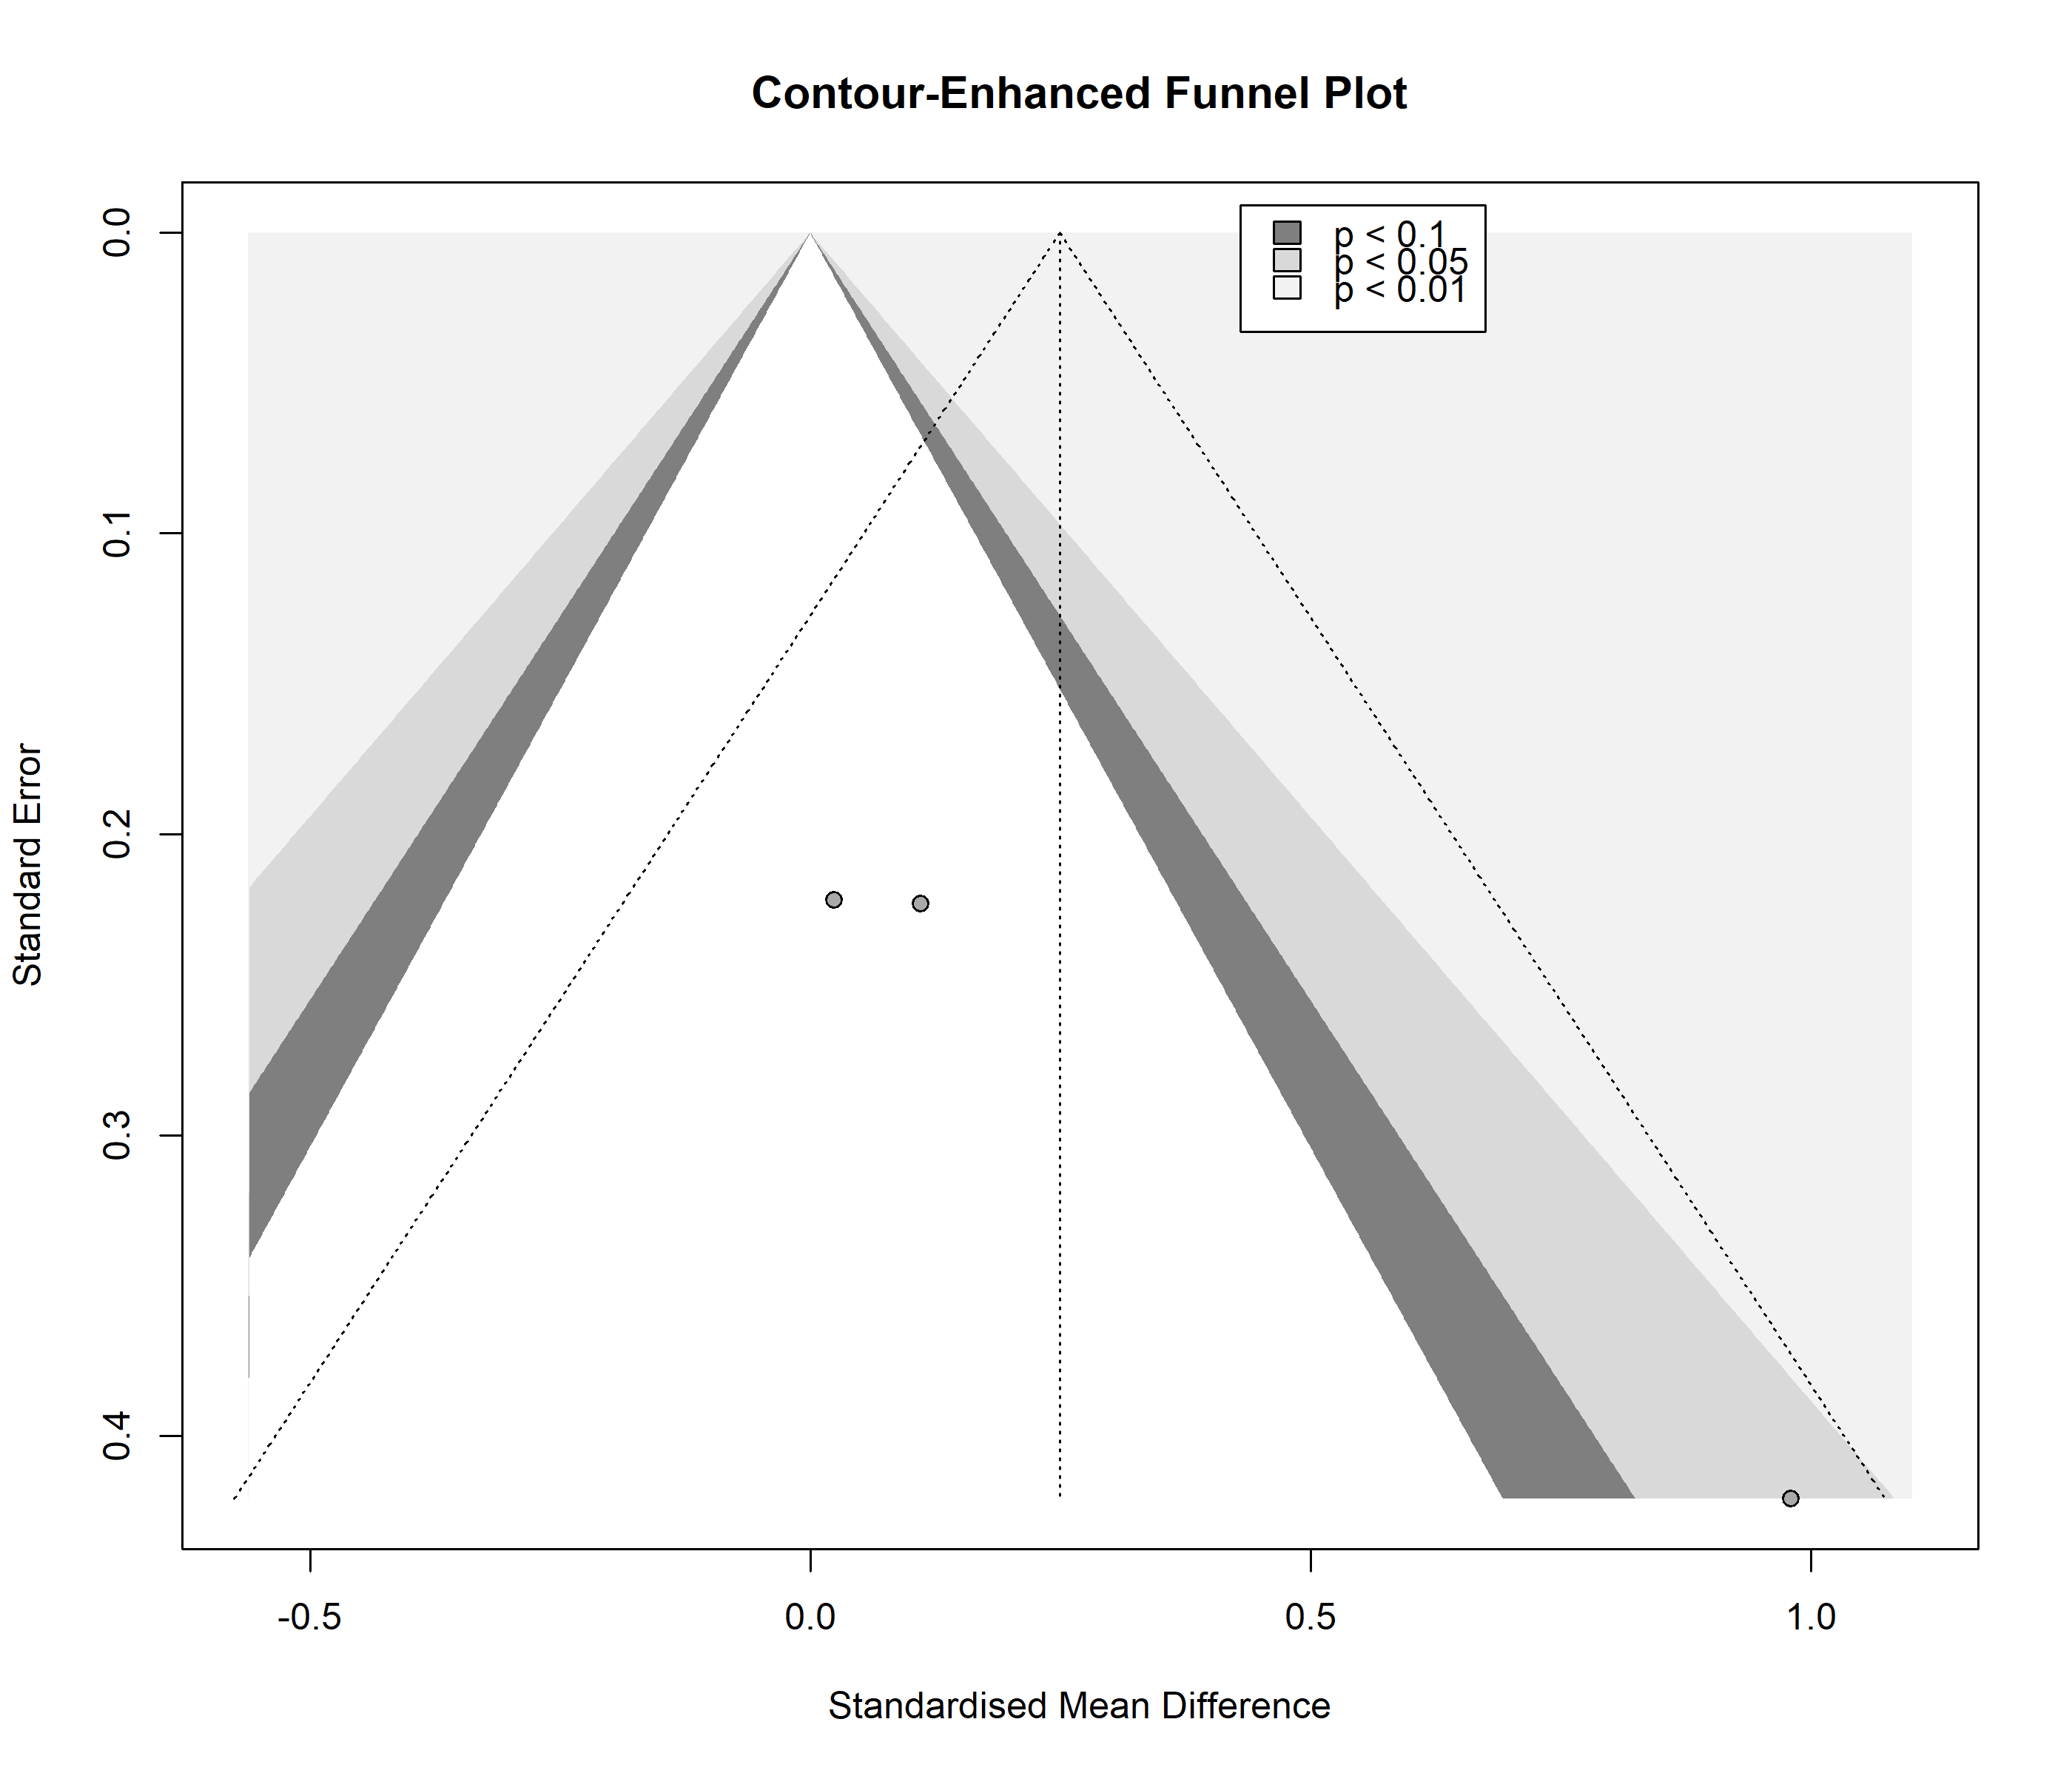 Contour-Enhanced Funnel Plot
p < 0.1
p < 0.05
p < 0.01
0.0
0.1
0.2
0.3
0.4
Standard Error
-0.5 0.0 0.5 1.0
Standardised Mean Difference